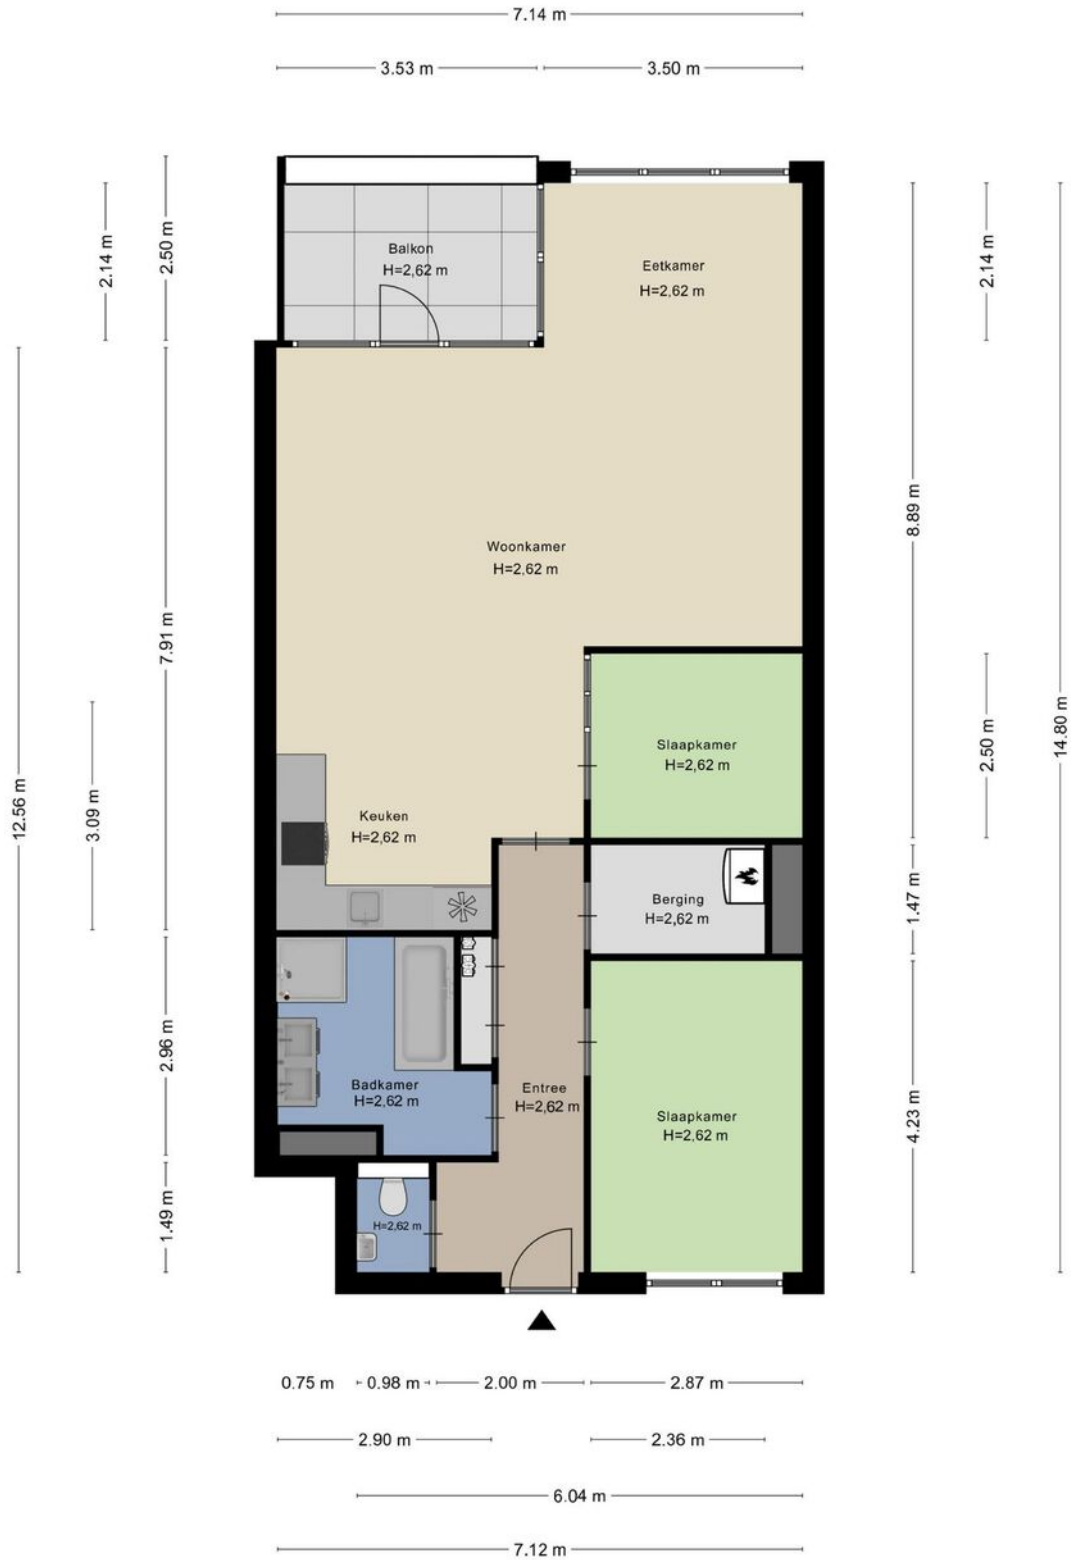 7.14 m
3.53 m
3.50 m
2.14 m
2.50 m
2.14 m
Balkon
H=2,62 m
Eetkamer
H=2,62 m
8.89 m
Woonkamer
H=2,62 m
7.91 m
14.80 m
12.56 m
3.09 m
2.50 m
Slaapkamer
H=2,62 m
Keuken
H=2,62 m
Berging
H=2,62 m
1.47 m
2.96 m
Badkamer
H=2,62 m
Entree
H=2,62 m
Slaapkamer
H=2,62 m
4.23 m
1.49 m
H=2,62 m
0.75 m
0.98 m
2.00 m
2.87 m
2.90 m
2.36 m
6.04 m
7.12 m